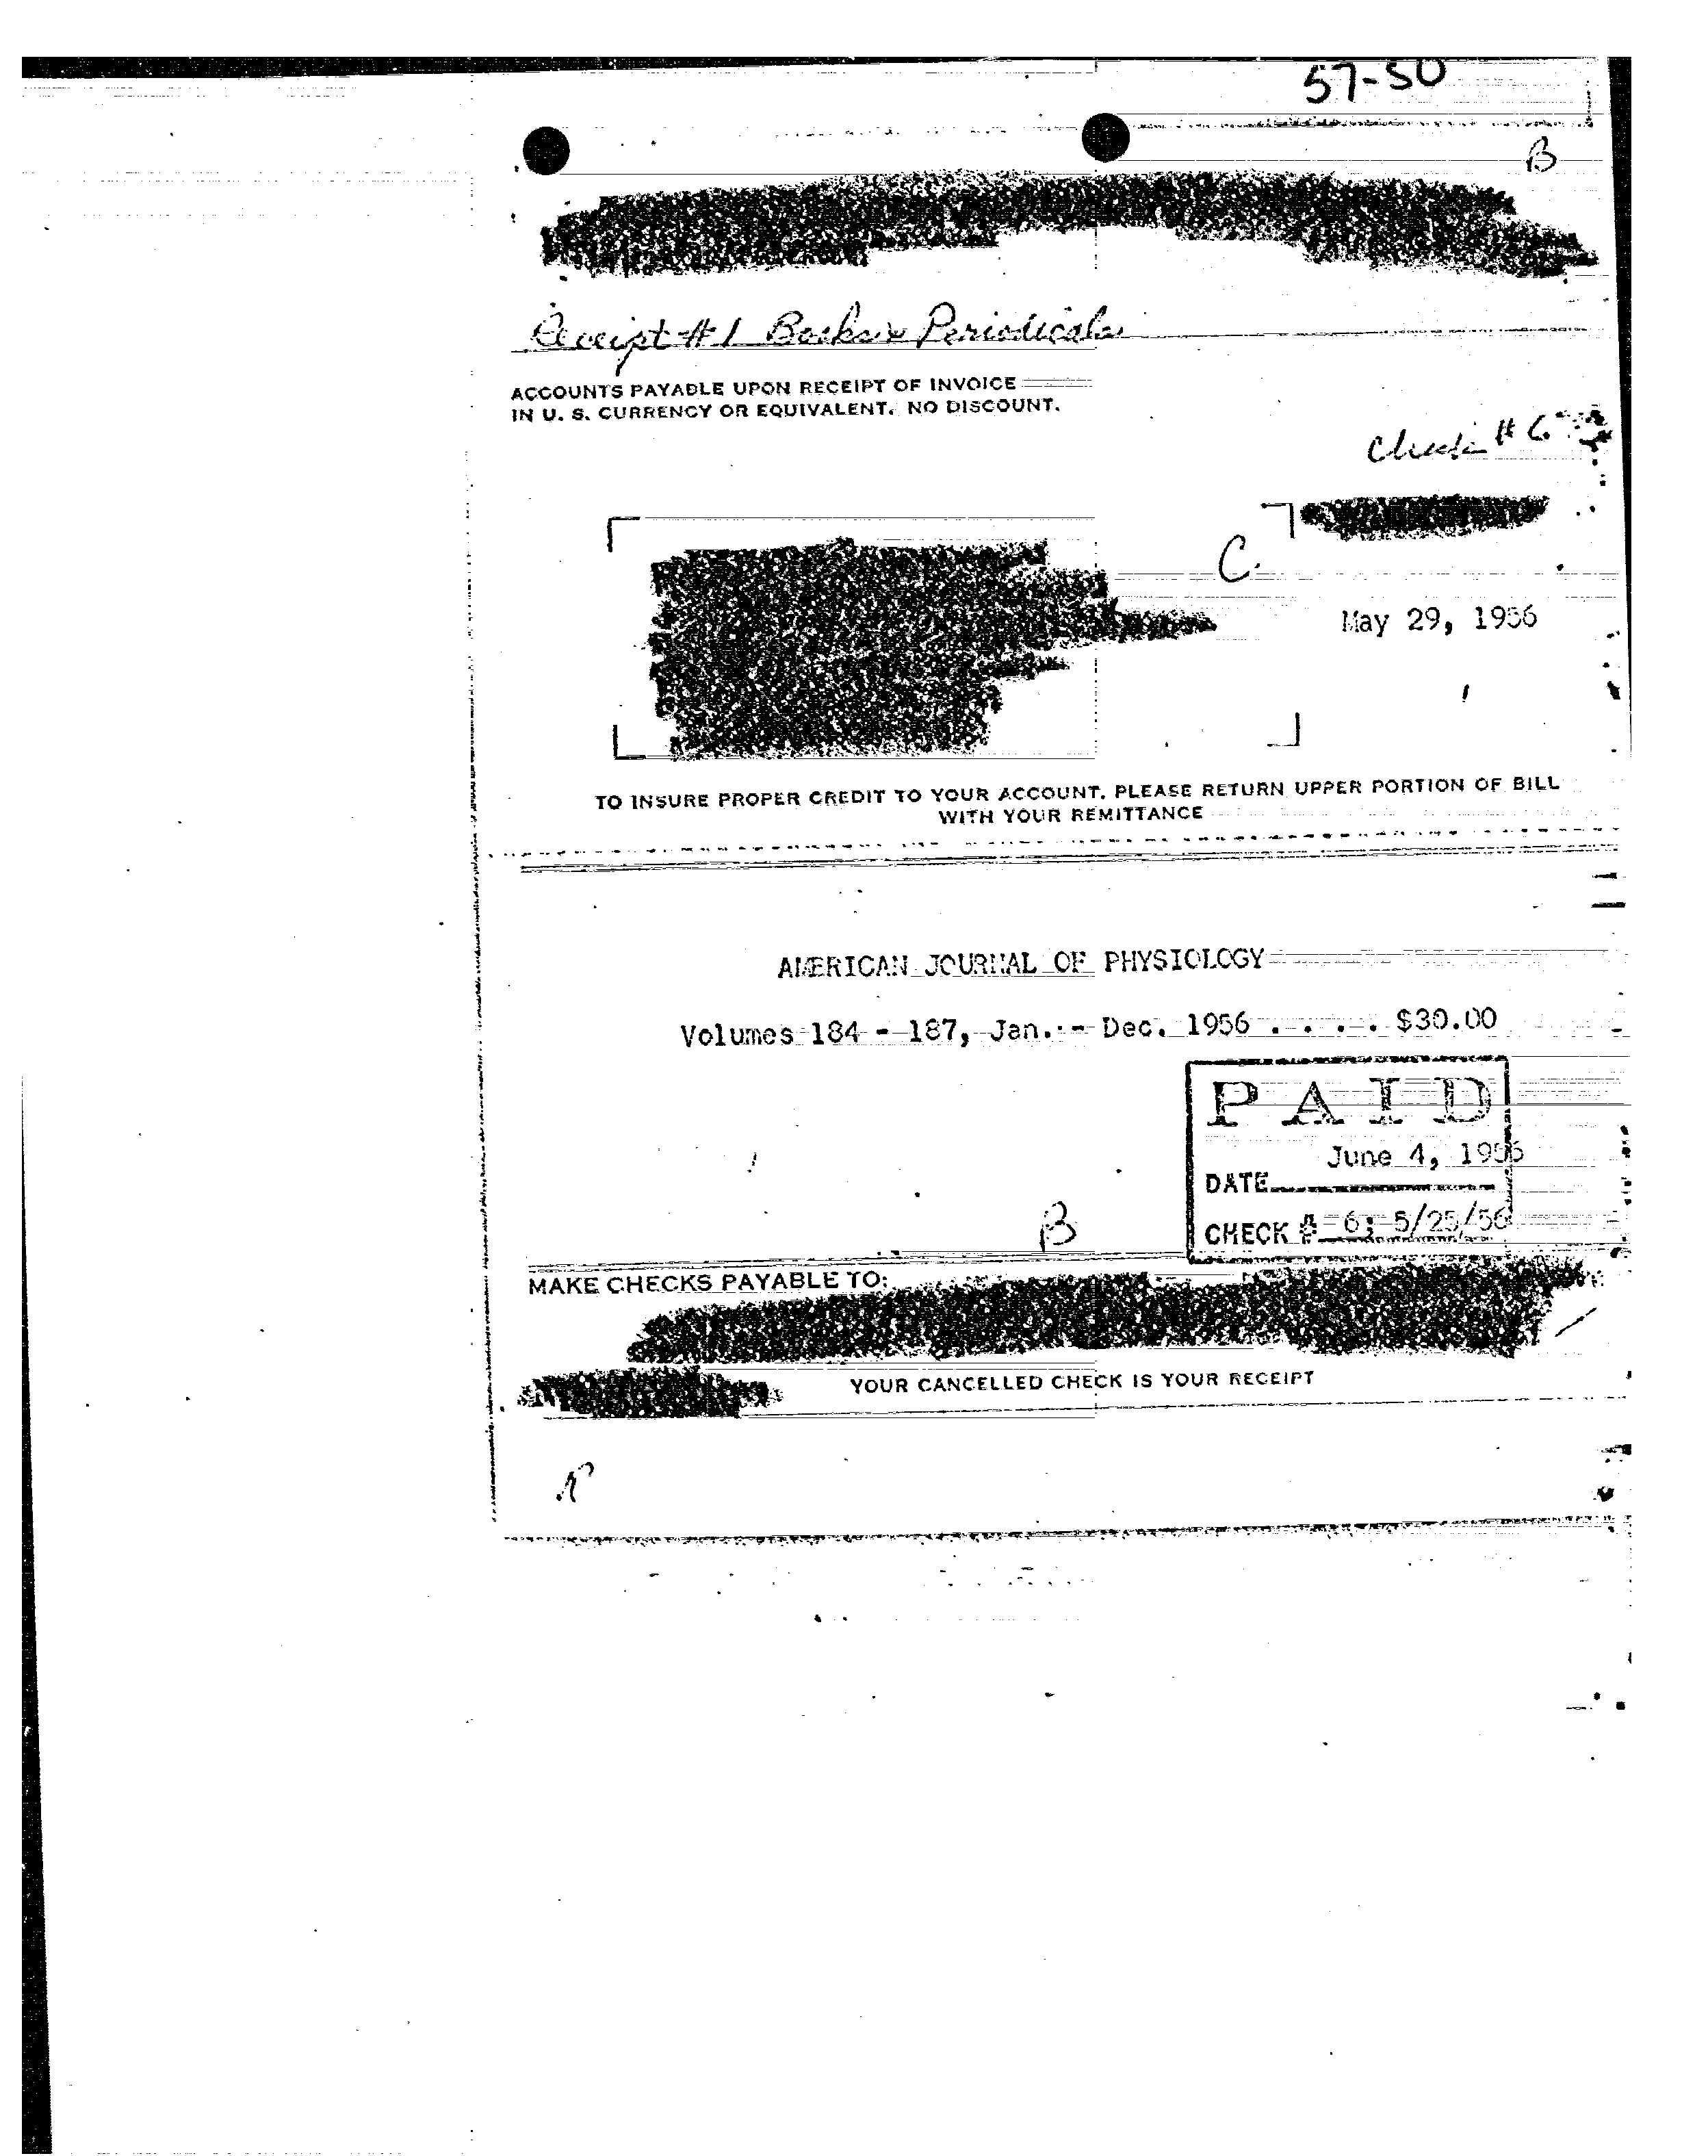 57-50
B
Receipt #1 Books & Periodicals
ACCOUNTS PAYABLE UPON RECEIPT OF INVOICE
IN U. S. CURRENCY OR EQUIVALENT. NO DISCOUNT.
Check # 6
C.
May 29, 1956
TO INSURE PROPER CREDIT TO YOUR ACCOUNT, PLEASE RETURN UPPER PORTION OF BILL
WITH YOUR REMITTANCE
AMERICAN JOURNAL OF PHYSIOLOGY
Volumes 184 - 187, Jan. - Dec. 1956 . . . . $30.00
PAID
June 4, 1956
DATE
CHECK # 6; 5/25/56
B
MAKE CHECKS PAYABLE TO:
YOUR CANCELLED CHECK IS YOUR RECEIPT